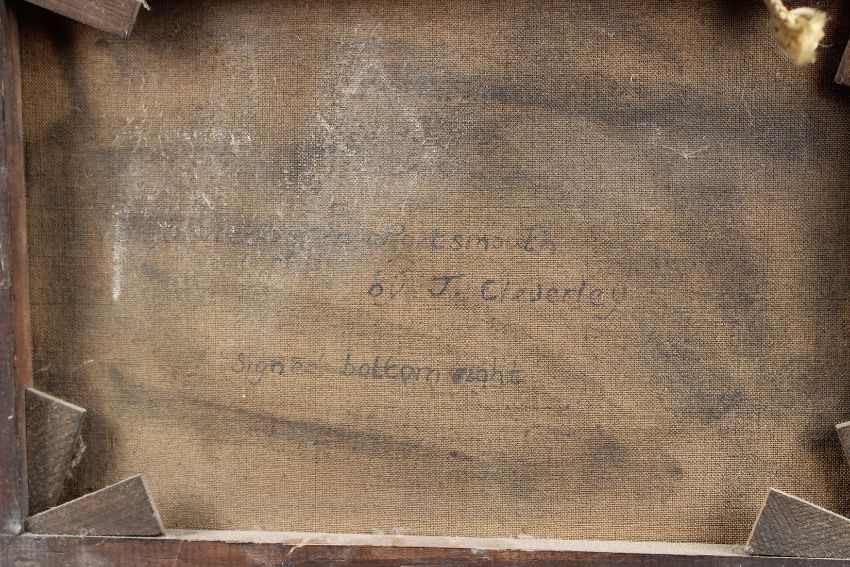 Portsmouth
by J. Cleverley
Signed bottom right